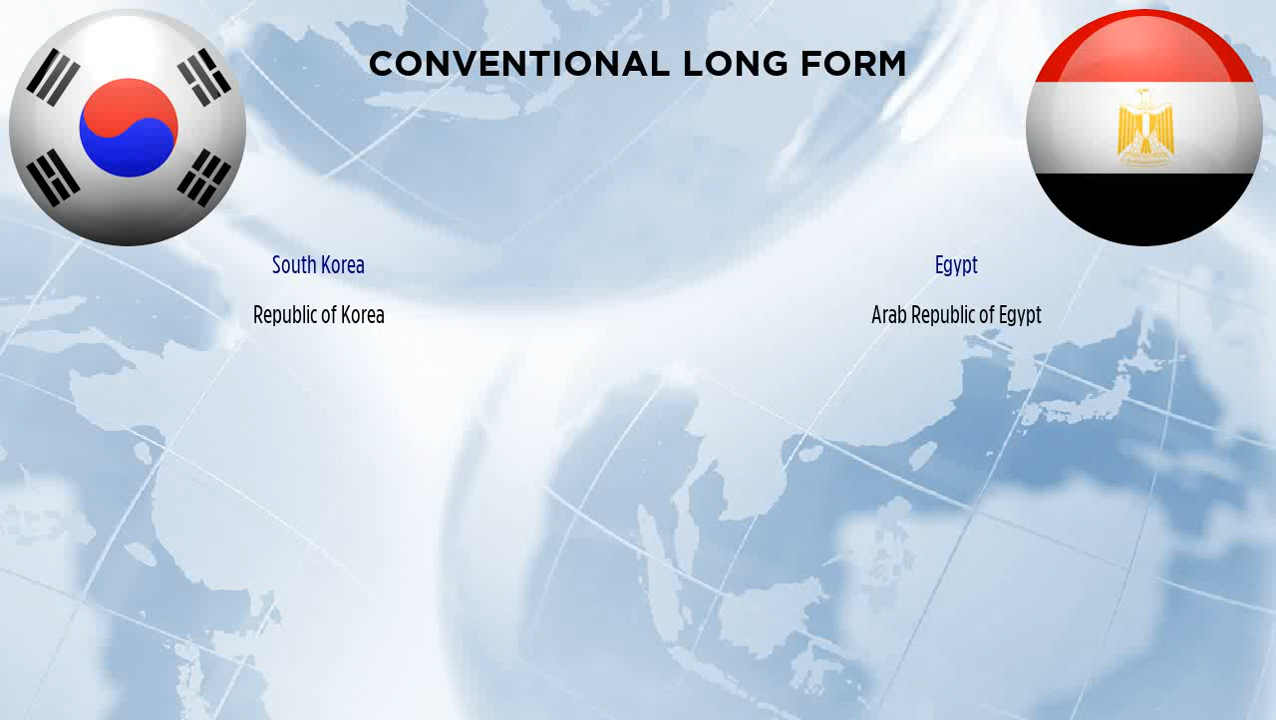 CONVENTIONAL LONG FORM
South Korea
Egypt
Republic of Korea
Arab Republic of Egypt